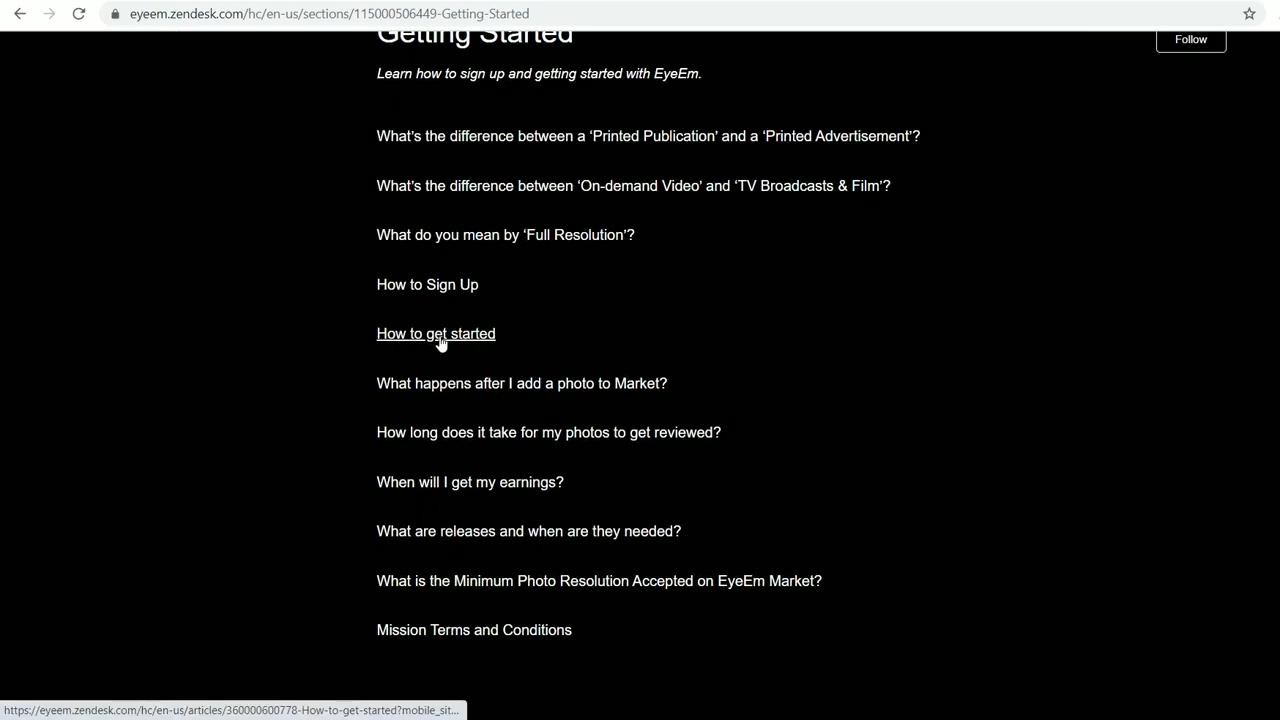 eyeem.zendesk.com/hc/en-us/sections/115000506449-Getting-Started
Getting Started
Follow
Learn how to sign up and getting started with EyeEm.
What's the difference between a ‘Printed Publication’ and a ‘Printed Advertisement’?
What's the difference between ‘On-demand Video’ and ‘TV Broadcasts & Film’?
What do you mean by ‘Full Resolution’?
How to Sign Up
How to get started
What happens after I add a photo to Market?
How long does it take for my photos to get reviewed?
When will I get my earnings?
What are releases and when are they needed?
What is the Minimum Photo Resolution Accepted on EyeEm Market?
Mission Terms and Conditions
https://eyeem.zendesk.com/hc/en-us/articles/360000600778-How-to-get-started?mobile_sit...